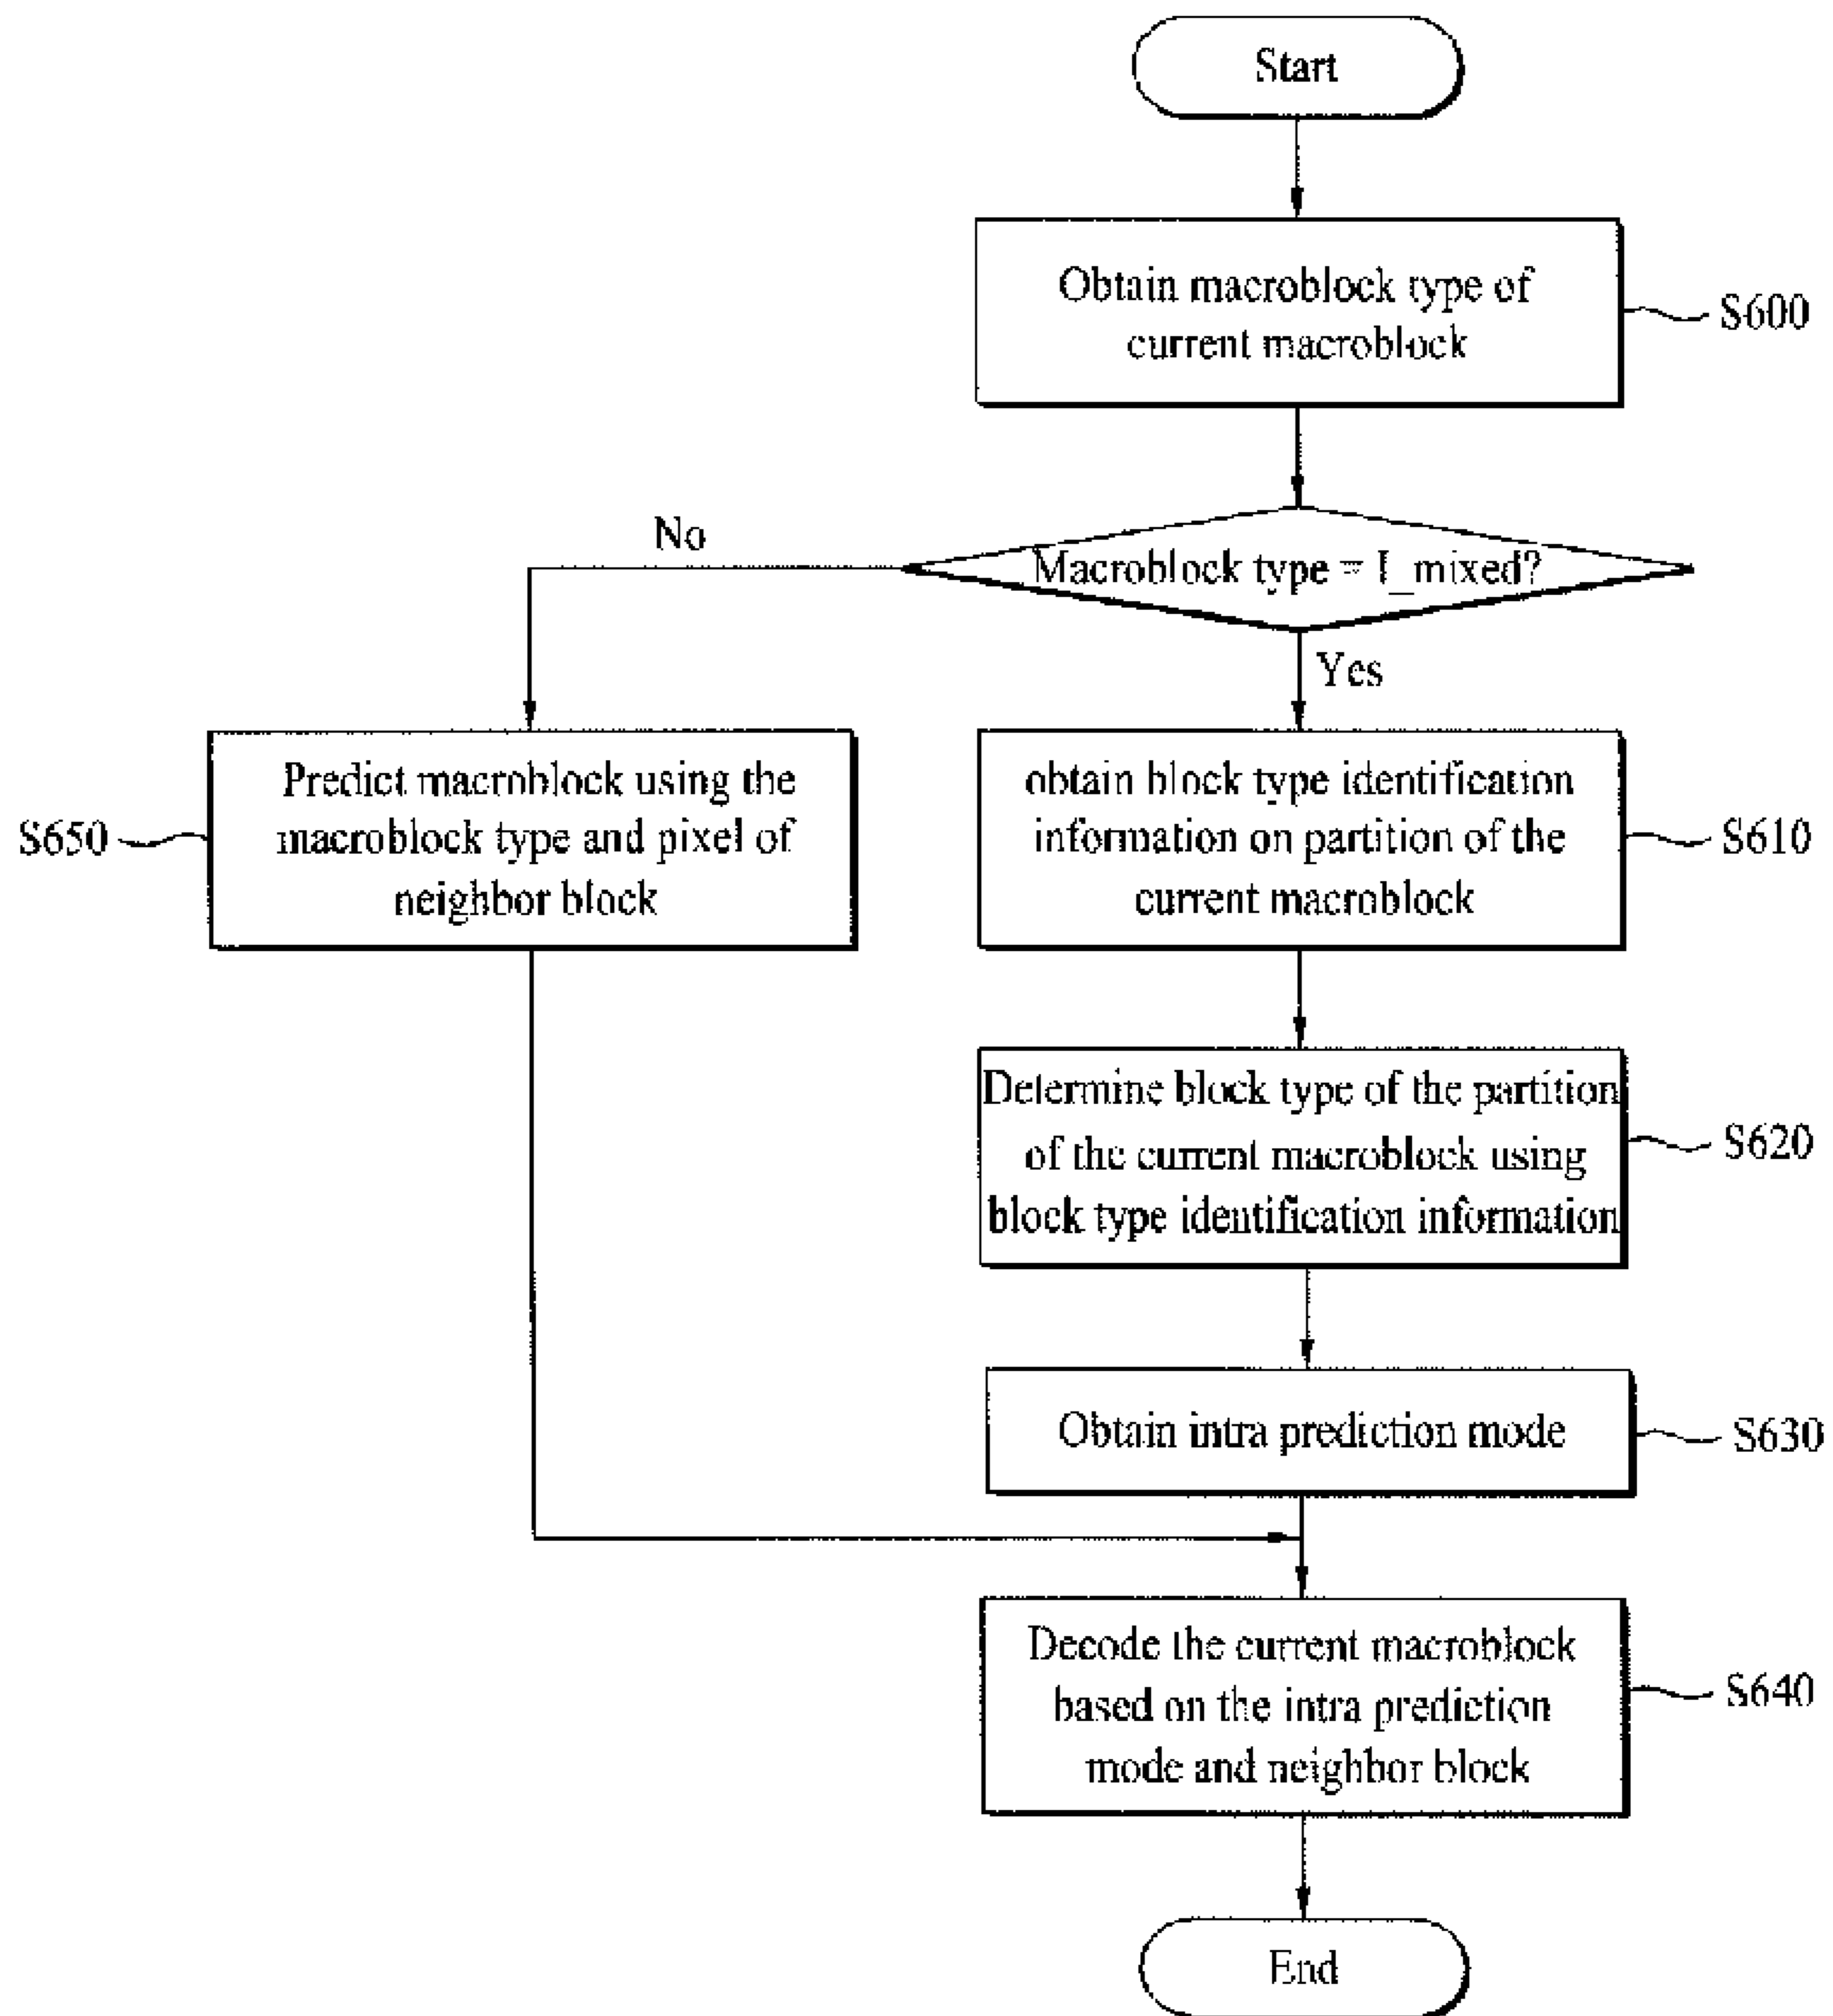 Start
Obtain macroblock type of
current macroblock
S600
Macroblock type = I_mixed?
No
Yes
Predict macroblock using the
macroblock type and pixel of
neighbor block
S650
obtain block type identification
information on partition of the
current macroblock
S610
Determine block type of the partition
of the current macroblock using
block type identification information
S620
Obtain intra prediction mode
S630
Decode the current macroblock
based on the intra prediction
mode and neighbor block
S640
End